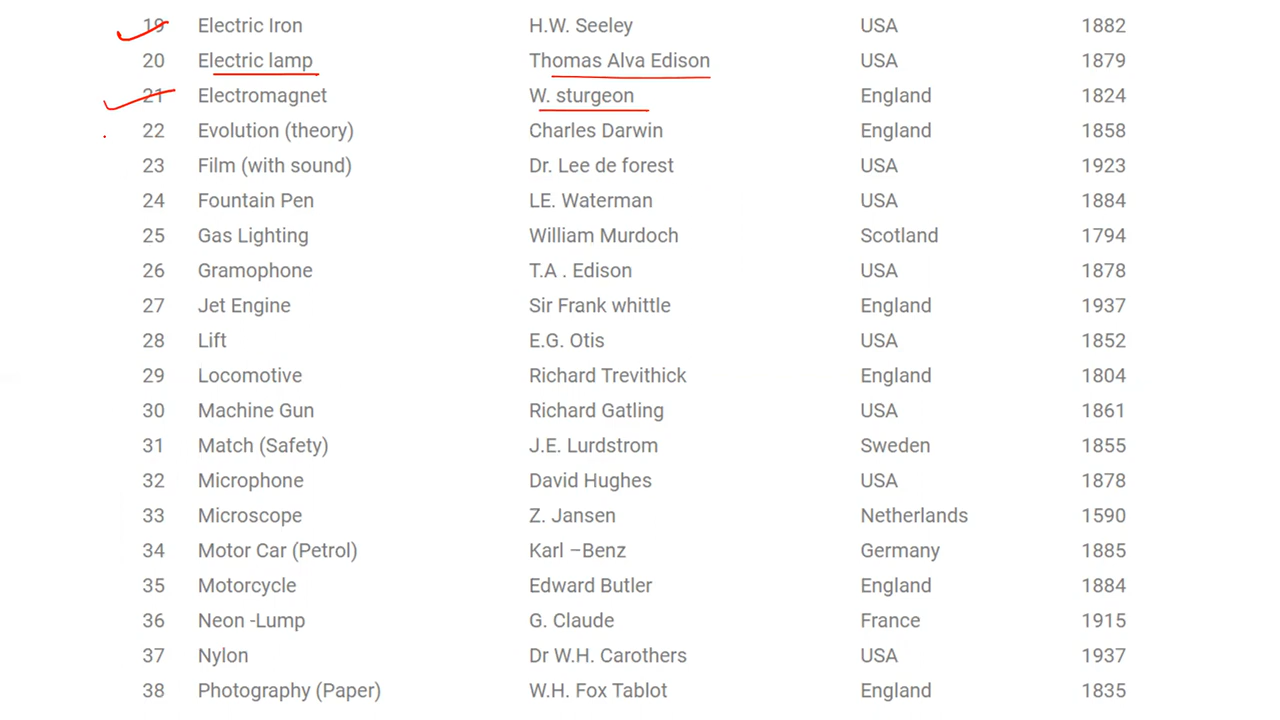 19 Electric Iron H.W. Seeley USA 1882
20 Electric lamp Thomas Alva Edison USA 1879
21 Electromagnet W. sturgeon England 1824
22 Evolution (theory) Charles Darwin England 1858
23 Film (with sound) Dr. Lee de forest USA 1923
24 Fountain Pen LE. Waterman USA 1884
25 Gas Lighting William Murdoch Scotland 1794
26 Gramophone T.A . Edison USA 1878
27 Jet Engine Sir Frank whittle England 1937
28 Lift E.G. Otis USA 1852
29 Locomotive Richard Trevithick England 1804
30 Machine Gun Richard Gatling USA 1861
31 Match (Safety) J.E. Lurdstrom Sweden 1855
32 Microphone David Hughes USA 1878
33 Microscope Z. Jansen Netherlands 1590
34 Motor Car (Petrol) Karl –Benz Germany 1885
35 Motorcycle Edward Butler England 1884
36 Neon -Lump G. Claude France 1915
37 Nylon Dr W.H. Carothers USA 1937
38 Photography (Paper) W.H. Fox Tablot England 1835